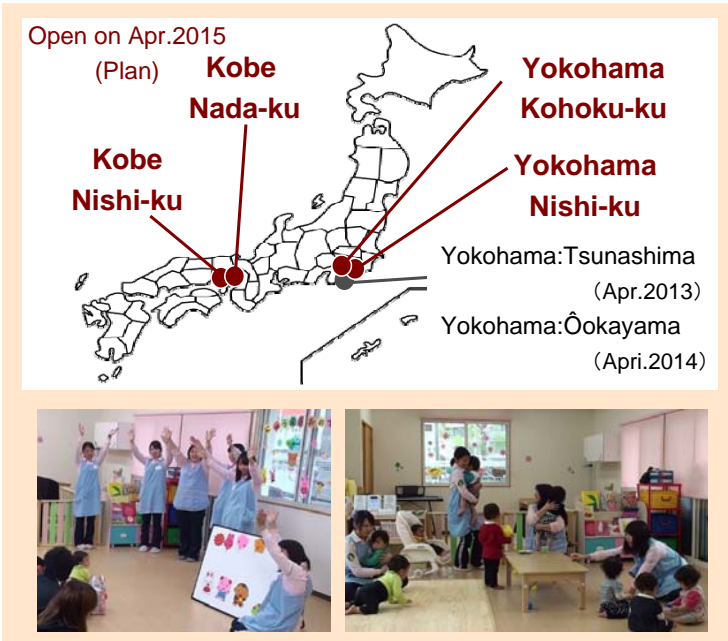 Open on Apr.2015
(Plan)
Kobe
Nada-ku
Kobe
Nishi-ku
Yokohama
Kohoku-ku
Yokohama
Nishi-ku
Yokohama:Tsunashima
（Apr.2013）
Yokohama:Ôokayama
（Apri.2014）